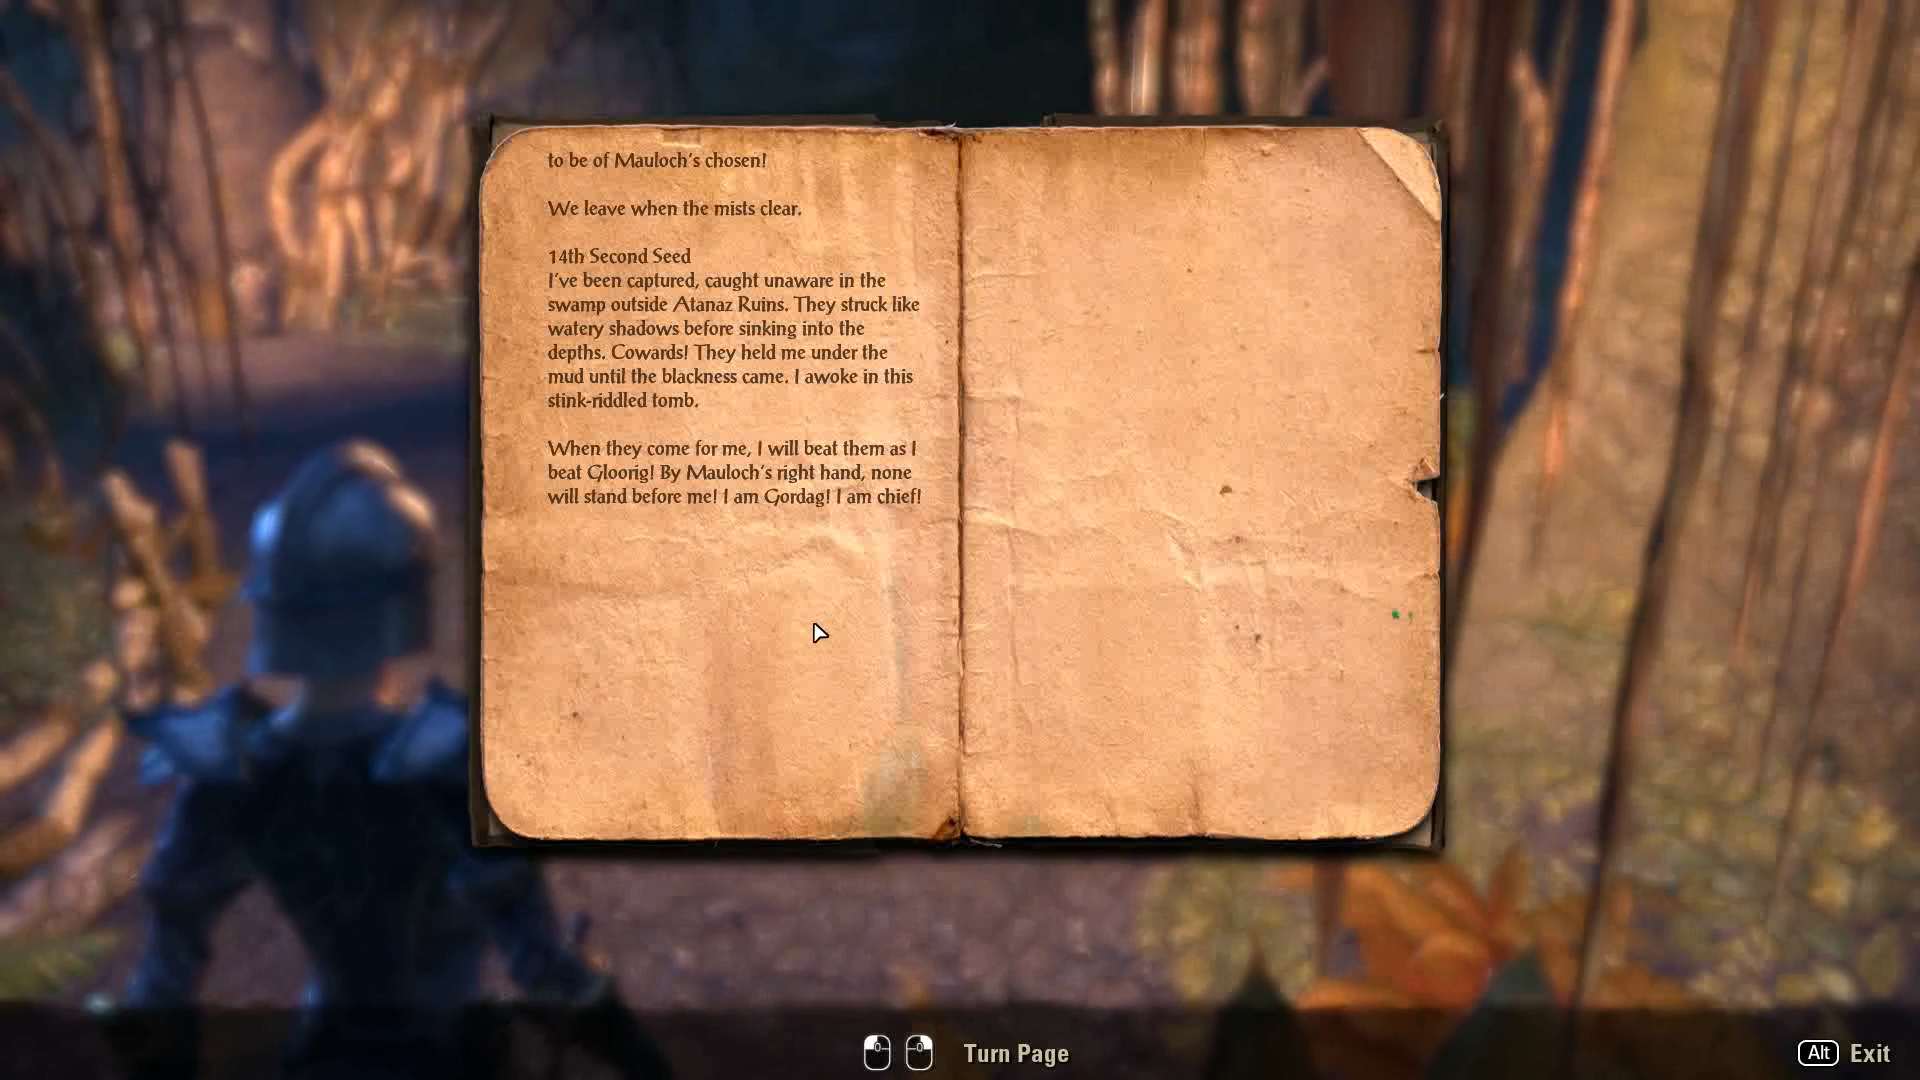 to be of Mauloch's chosen!
We leave when the mists clear.
14th Second Seed
I've been captured, caught unaware in the
swamp outside Atanaz Ruins. They struck like
watery shadows before sinking into the
depths. Cowards! They held me under the
mud until the blackness came. I awoke in this
stink-riddled tomb.
When they come for me, I will beat them as I
beat Gloorig! By Mauloch's right hand, none
will stand before me! I am Gordag! I am chief!
Turn Page
Alt Exit